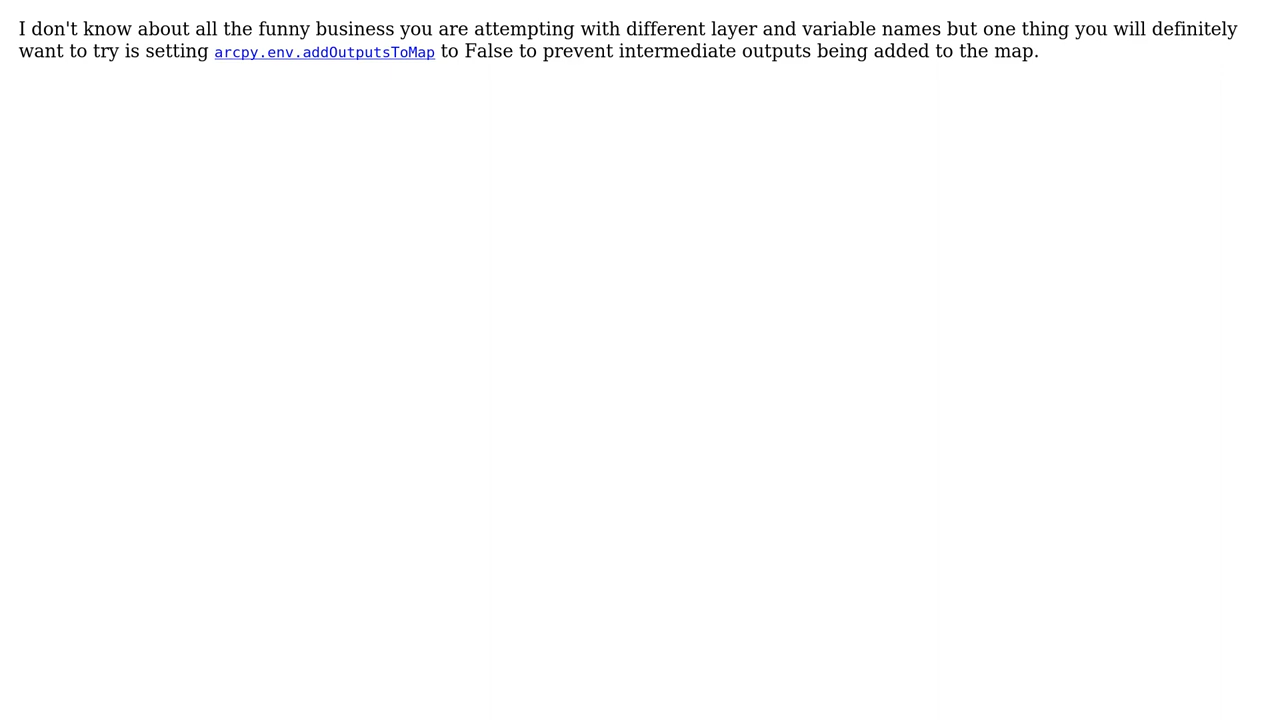 I don't know about all the funny business you are attempting with different layer and variable names but one thing you will definitely
want to try is setting arcpy.env.addOutputsToMap to False to prevent intermediate outputs being added to the map.